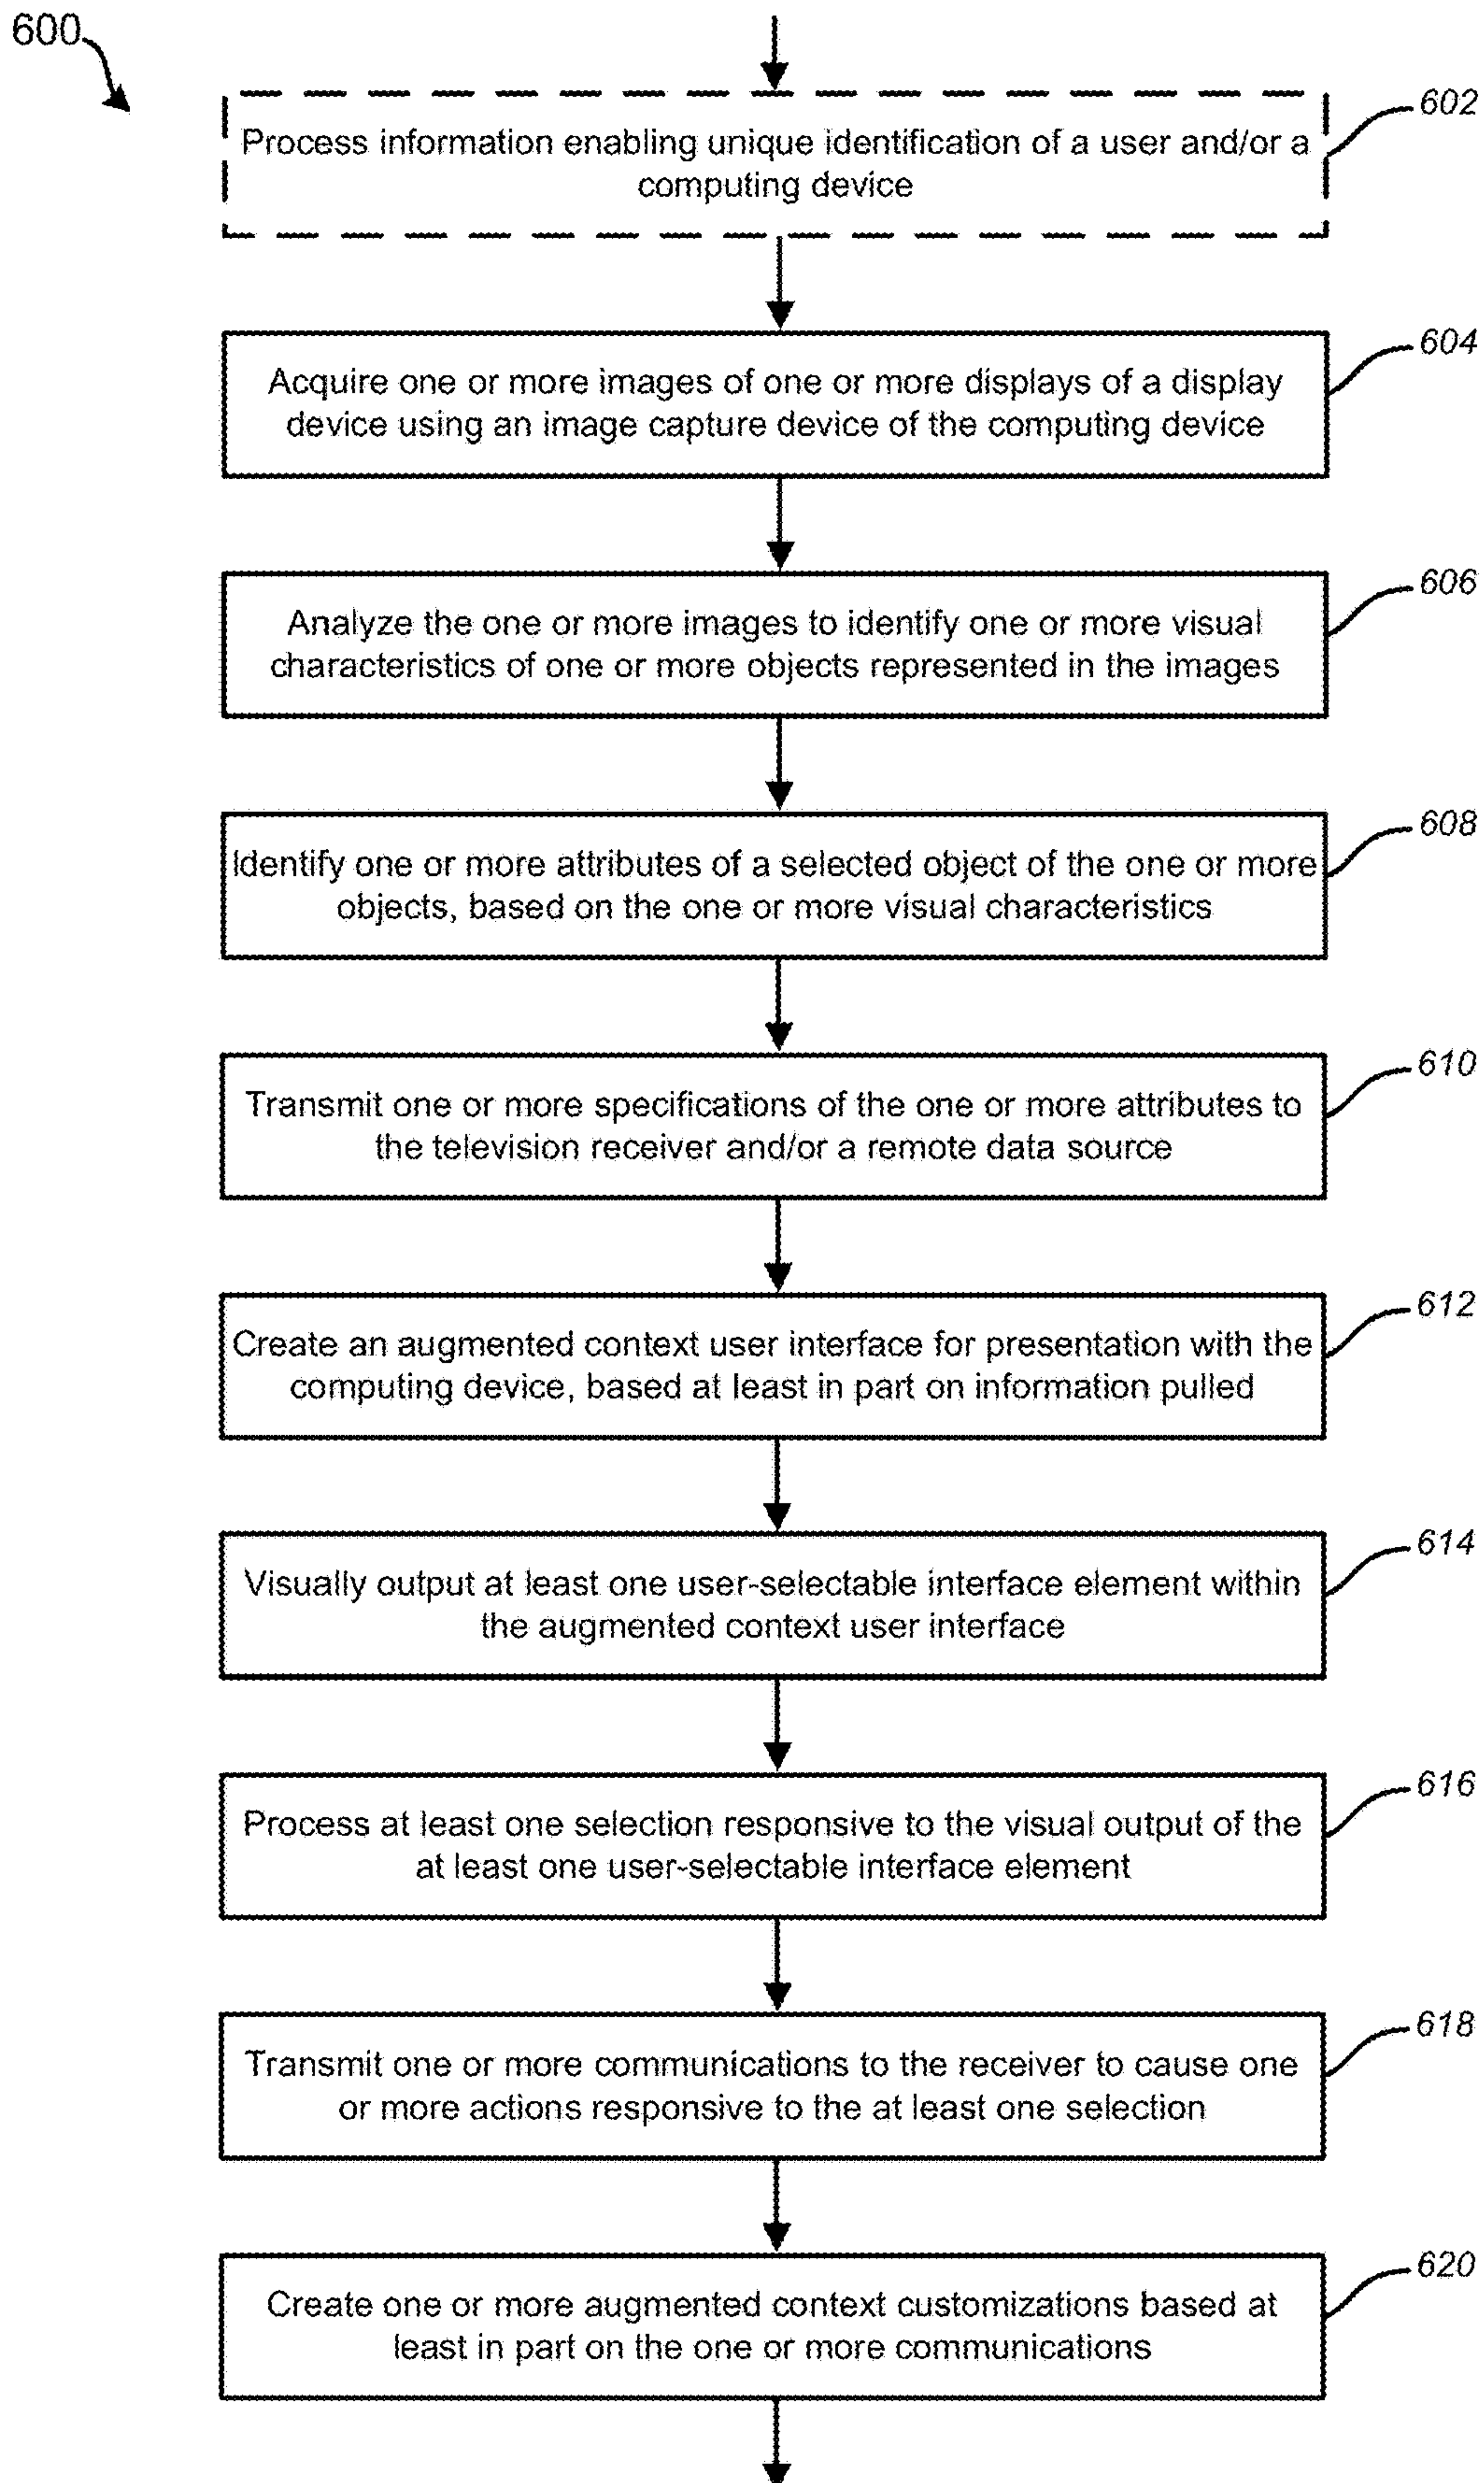 600
602
Process information enabling unique identification of a user and/or a
computing device
604
Acquire one or more images of one or more displays of a display
device using an image capture device of the computing device
606
Analyze the one or more images to identify one or more visual
characteristics of one or more objects represented in the images
608
Identify one or more attributes of a selected object of the one or more
objects, based on the one or more visual characteristics
610
Transmit one or more specifications of the one or more attributes to
the television receiver and/or a remote data source
612
Create an augmented context user interface for presentation with the
computing device, based at least in part on information pulled
614
Visually output at least one user-selectable interface element within
the augmented context user interface
616
Process at least one selection responsive to the visual output of the
at least one user-selectable interface element
618
Transmit one or more communications to the receiver to cause one
or more actions responsive to the at least one selection
620
Create one or more augmented context customizations based at
least in part on the one or more communications